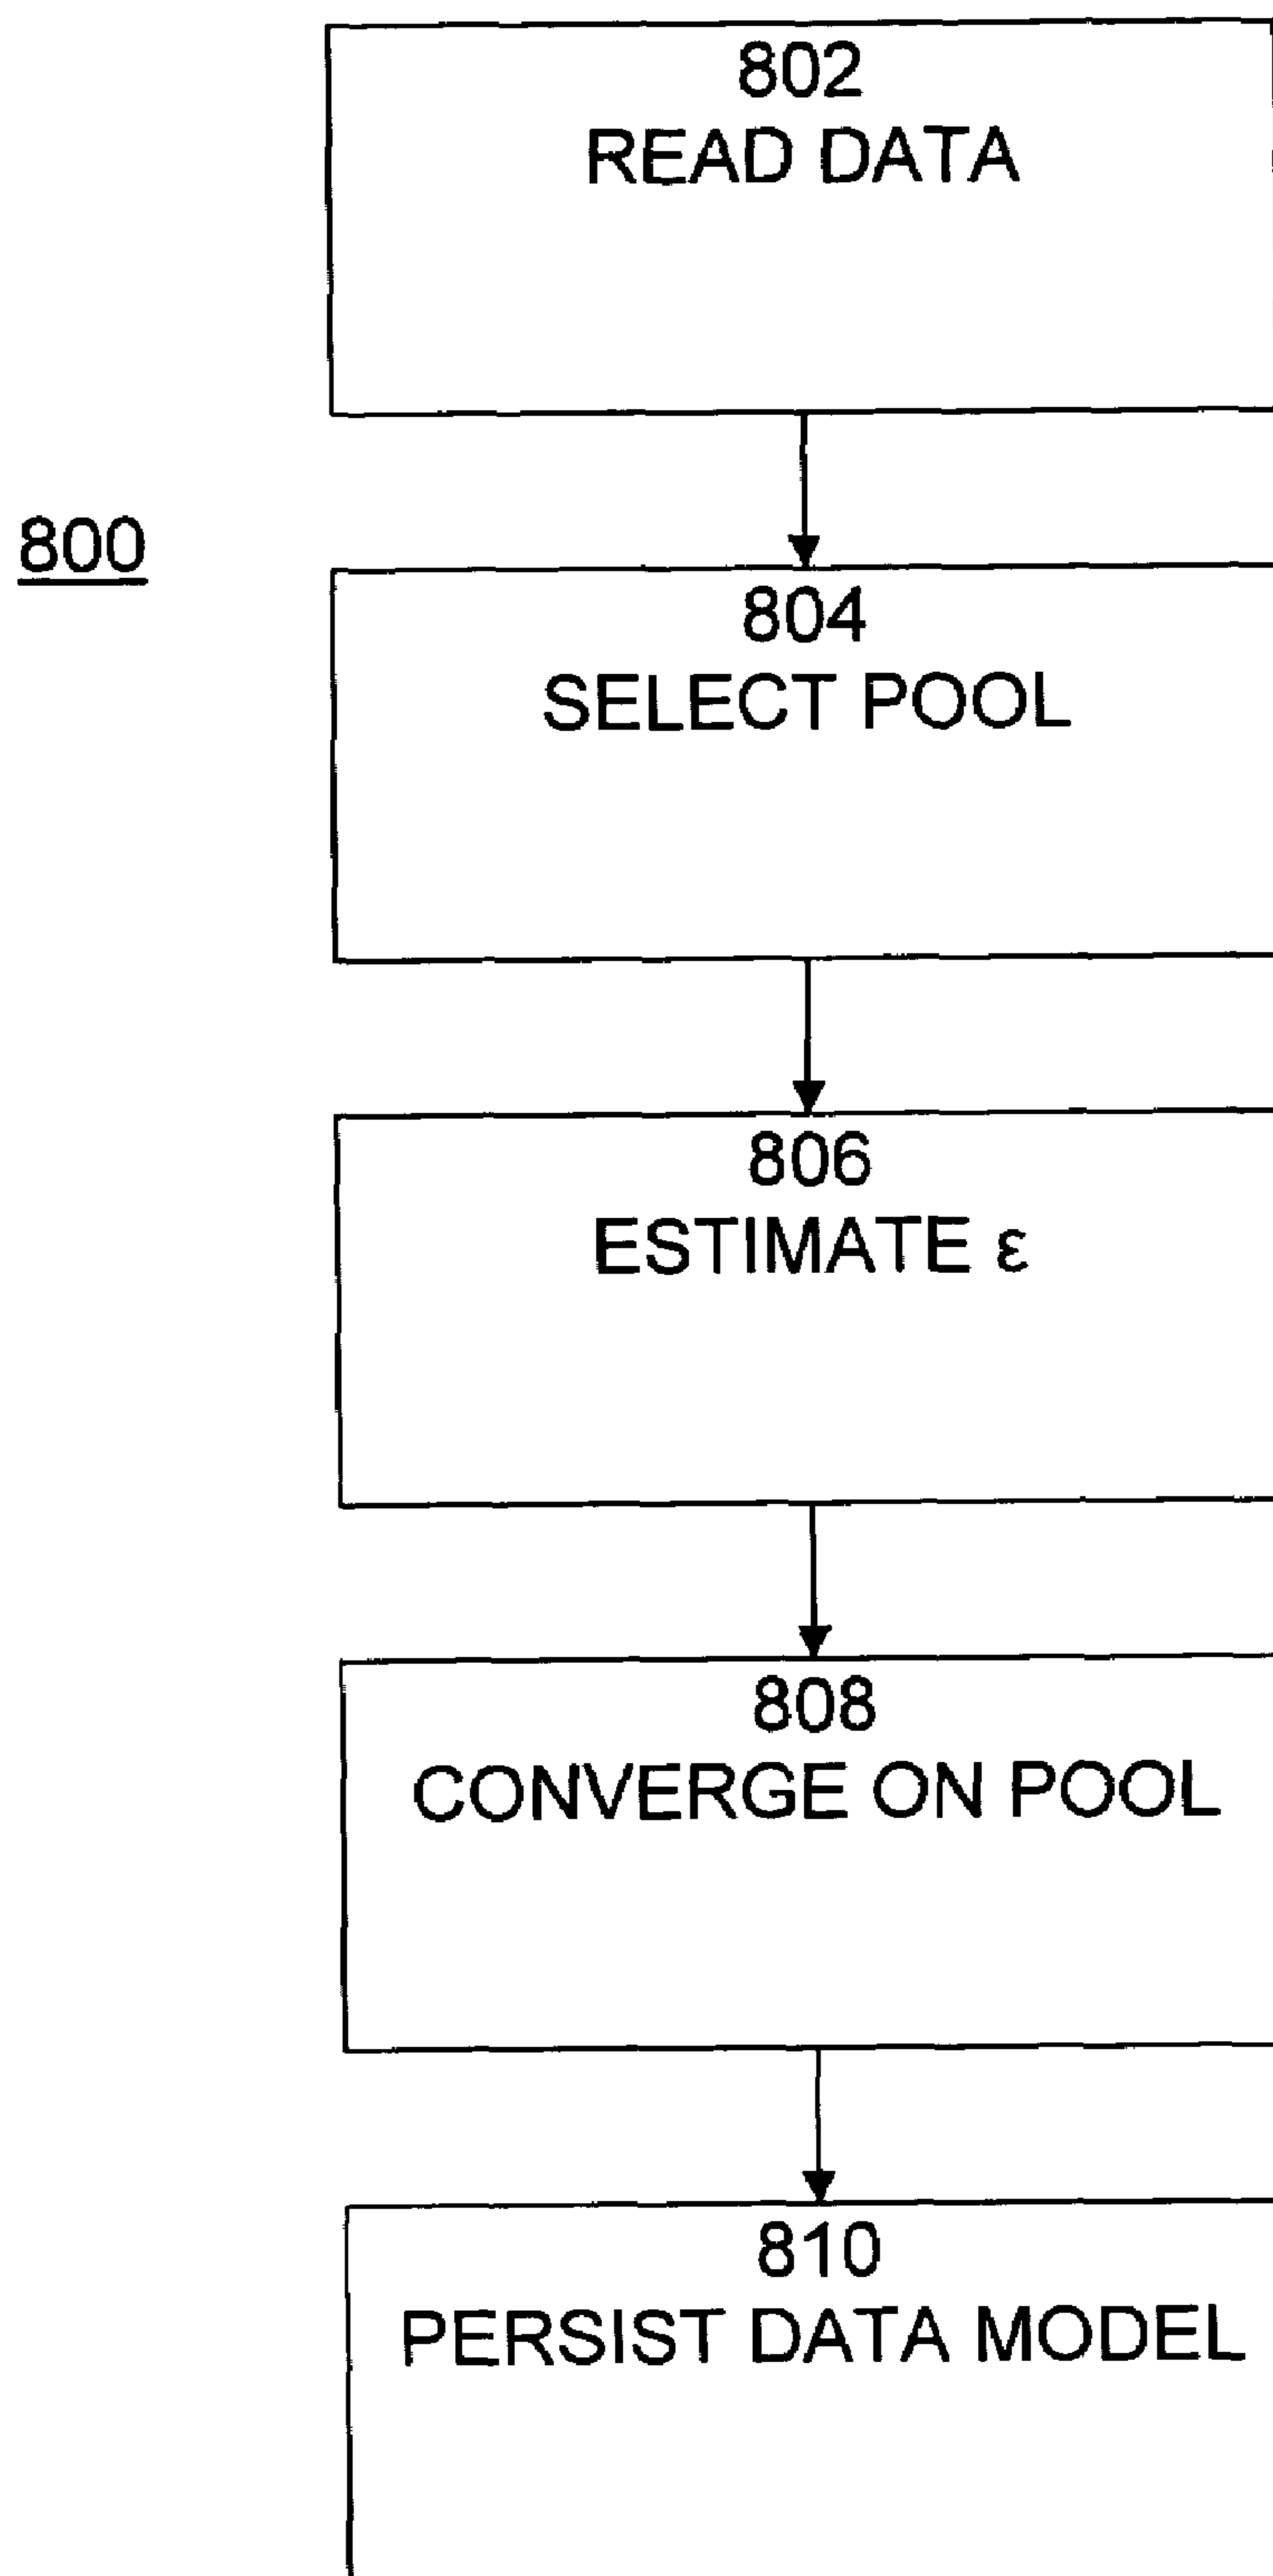 802
READ DATA
800
804
SELECT POOL
806
ESTIMATE ε
808
CONVERGE ON POOL
810
PERSIST DATA MODEL